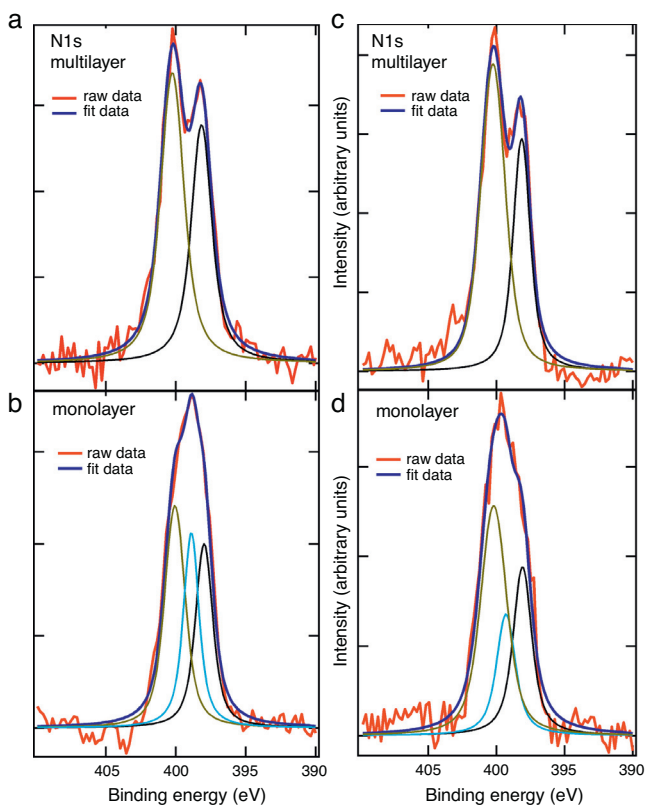 a
N1s
multilayer
raw data
fit data
b
monolayer
raw data
fit data
405
400
395
390
Binding energy (eV)
c
N1s
multilayer
raw data
fit data
Intensity (arbitrary units)
d
monolayer
raw data
fit data
Intensity (arbitrary units)
405
400
395
390
Binding energy (eV)